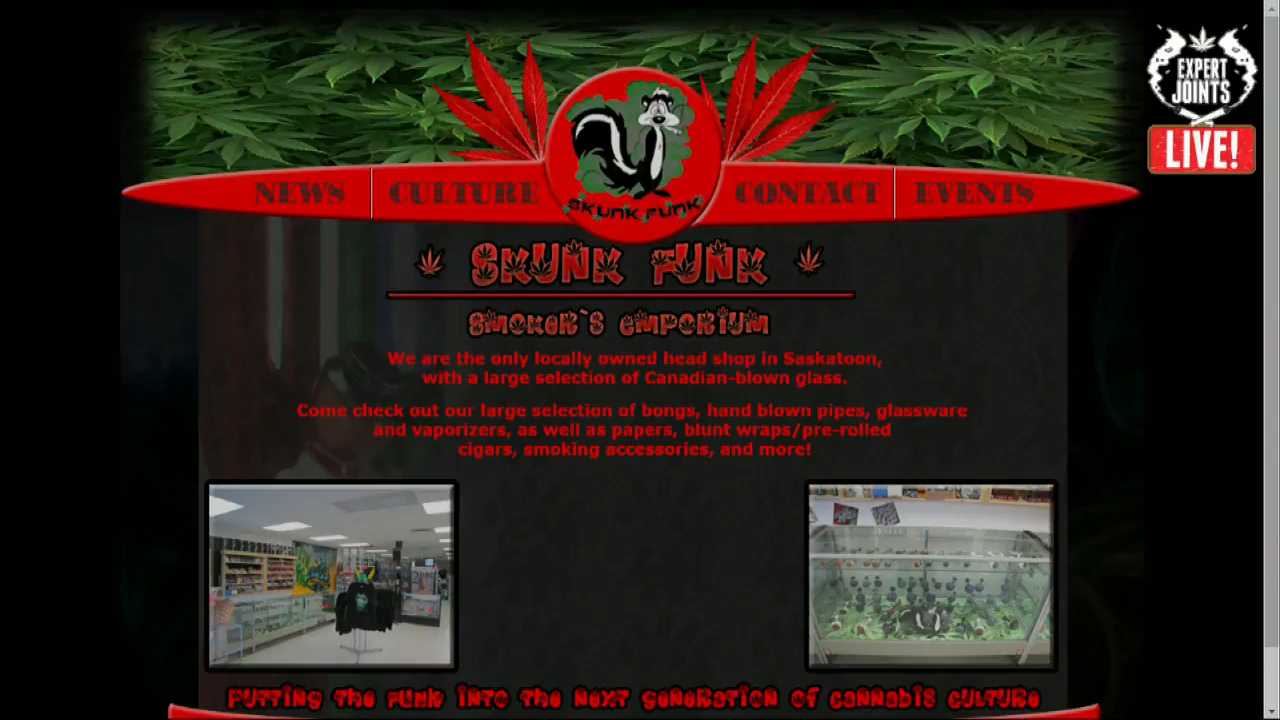 EXPERT
JOINTS
LIVE!
NEWS
CULTURE
SKUNK FUNK
CONTACT
EVENTS
SKUNK FUNK
SMOKER`S EMPORIUM
We are the only locally owned head shop in Saskatoon,
with a large selection of Canadian-blown glass.
Come check out our large selection of bongs, hand blown pipes, glassware
and vaporizers, as well as papers, blunt wraps/pre-rolled
cigars, smoking accessories, and more!
PUTTING THE FUNK INTO THE NEXT GENERATION OF CANNABIS CULTURE